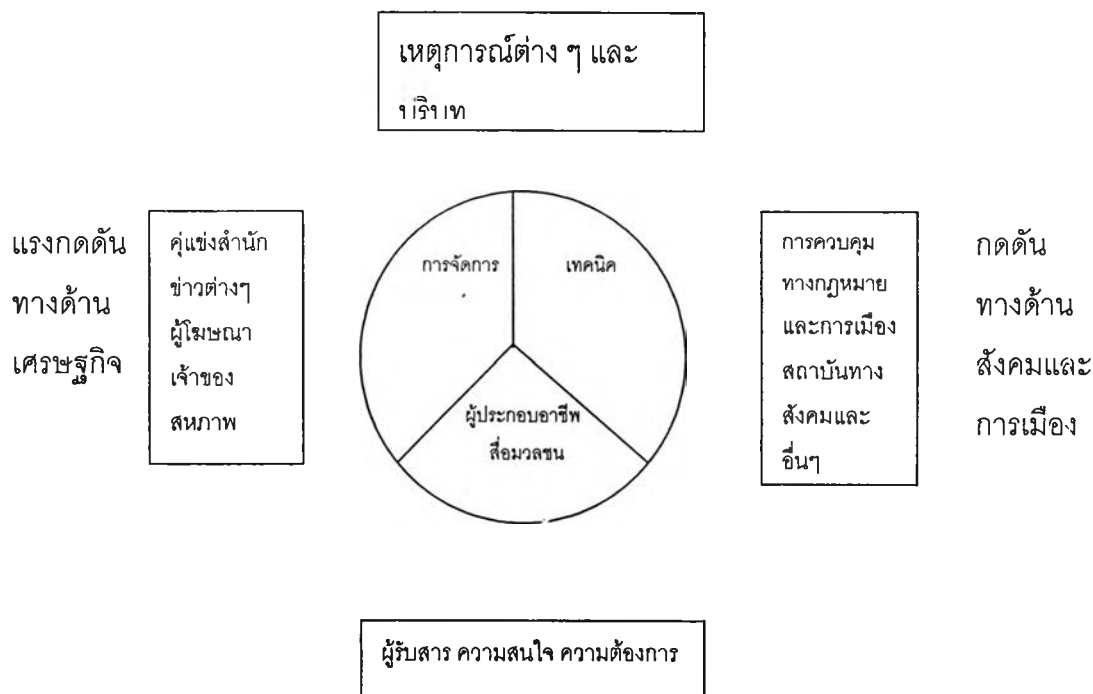 เหตุการณ์ต่าง ๆ และ
บริบท
แรงกดดัน
ทางด้าน
เศรษฐกิจ
คู่แข่งสำนัก
ข่าวต่างๆ
ผู้โฆษณา
เจ้าของ
สหภาพ
การจัดการ
เทคนิค
ผู้ประกอบอาชีพ
สื่อมวลชน
การควบคุม
ทางกฎหมาย
และการเมือง
สถาบันทาง
สังคมและ
อื่นๆ
กดดัน
ทางด้าน
สังคมและ
การเมือง
ผู้รับสาร ความสนใจ ความต้องการ